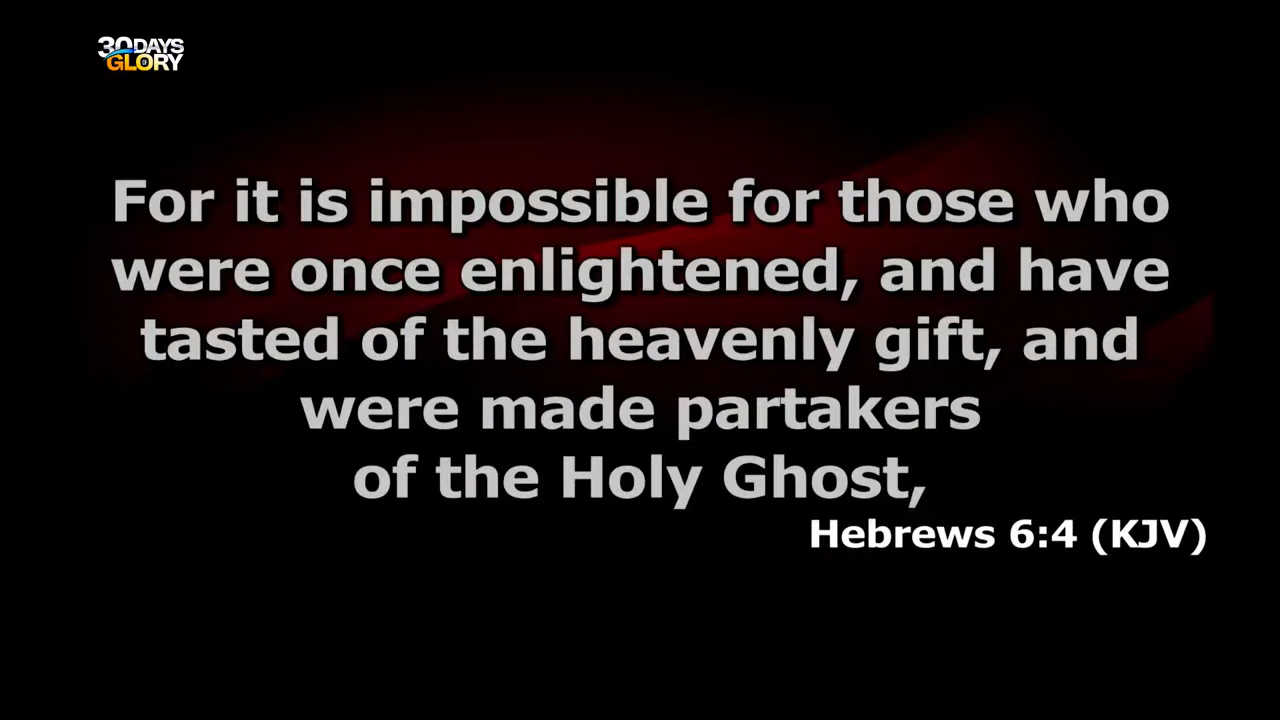 30DAYS
OF
GLORY
For it is impossible for those who
were once enlightened, and have
tasted of the heavenly gift, and
were made partakers
of the Holy Ghost,
Hebrews 6:4 (KJV)